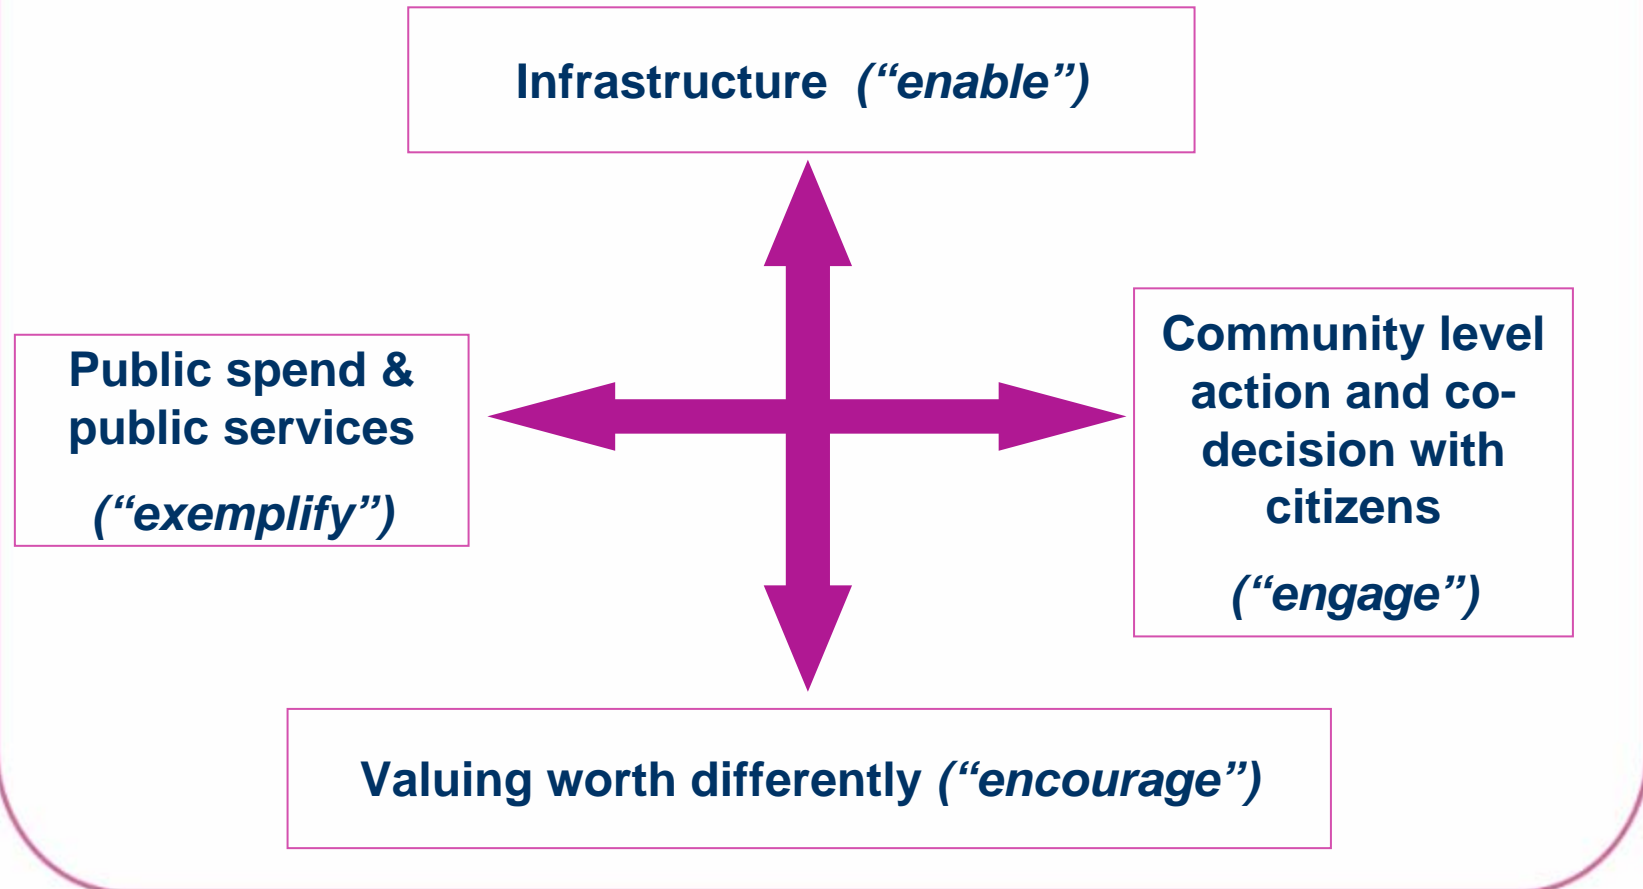 Infrastructure (“enable”)
Public spend &
public services
(“exemplify”)
Community level
action and co-
decision with
citizens
(“engage”)
Valuing worth differently (“encourage”)